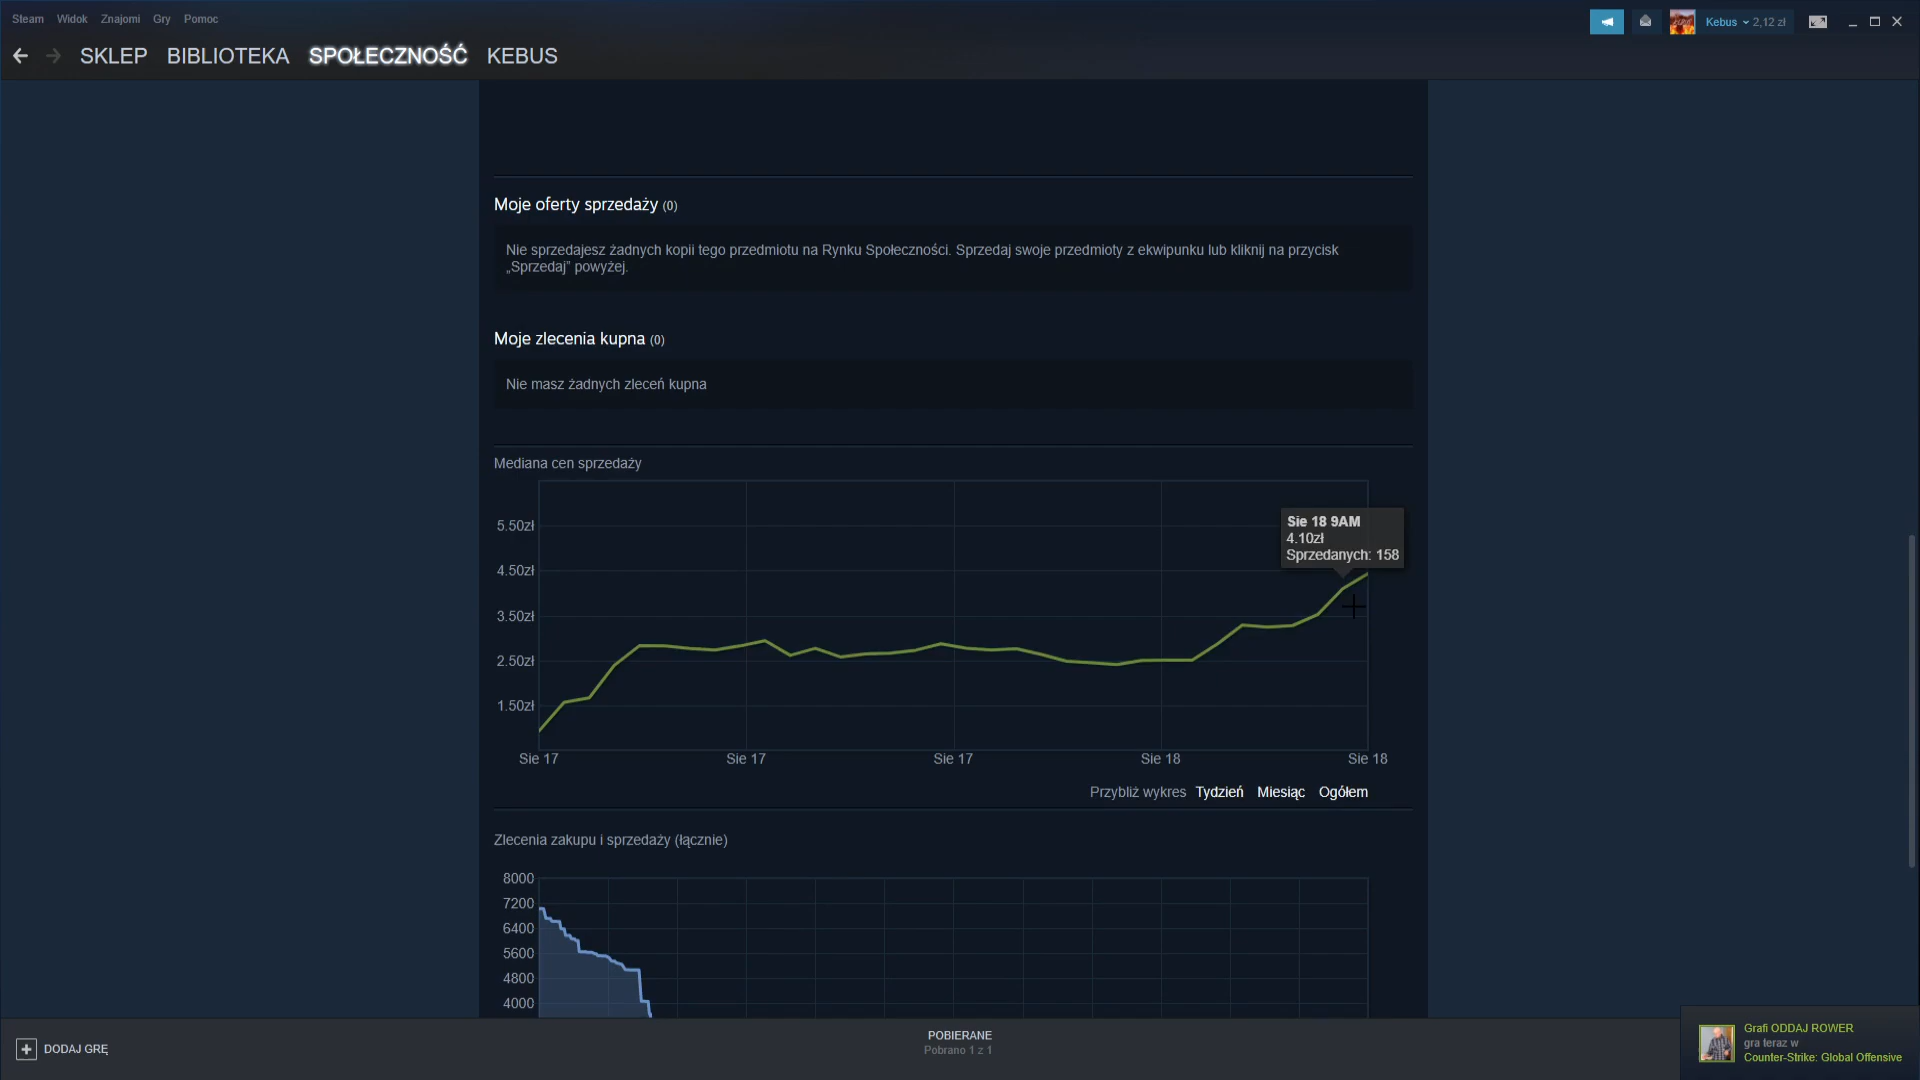 Steam Widok Znajomi Gry Pomoc
Kebus 2,12 zł
SKLEP BIBLIOTEKA SPOŁECZNOŚĆ KEBUS
Moje oferty sprzedaży (0)
Nie sprzedajesz żadnych kopii tego przedmiotu na Rynku Społeczności. Sprzedaj swoje przedmioty z ekwipunku lub kliknij na przycisk
„Sprzedaj” powyżej.
Moje zlecenia kupna (0)
Nie masz żadnych zleceń kupna
Mediana cen sprzedaży
Sie 18 9AM
4.10zł
Sprzedanych: 158
5.50zł
4.50zł
3.50zł
2.50zł
1.50zł
Sie 17 Sie 17 Sie 17 Sie 18 Sie 18
Przybliż wykres Tydzień Miesiąc Ogółem
Zlecenia zakupu i sprzedaży (łącznie)
8000
7200
6400
5600
4800
4000
DODAJ GRĘ
POBIERANE
Pobrano 1 z 1
Grafi ODDAJ ROWER
gra teraz w
Counter-Strike: Global Offensive